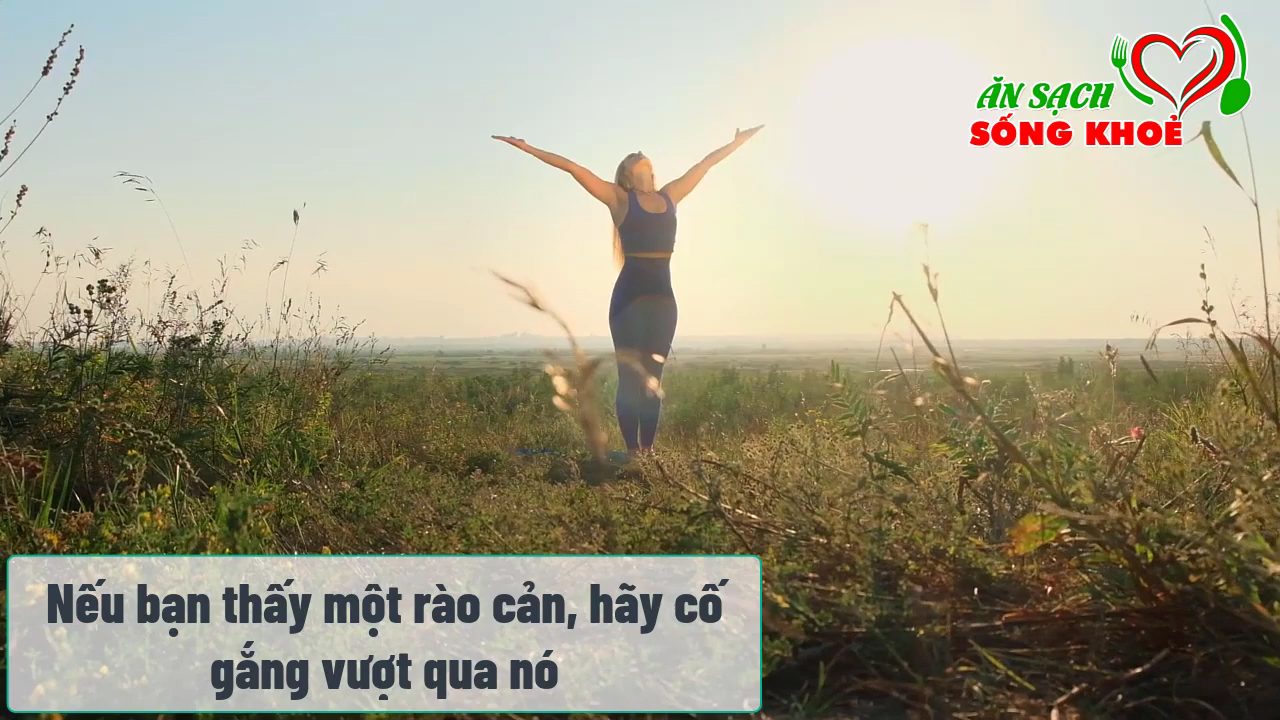 ĂN SẠCH
SỐNG KHOẺ
Nếu bạn thấy một rào cản, hãy cố
gắng vượt qua nó